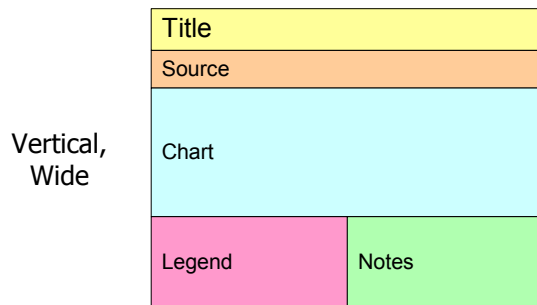 Title
Source
Vertical,
Wide
Chart
Legend
Notes